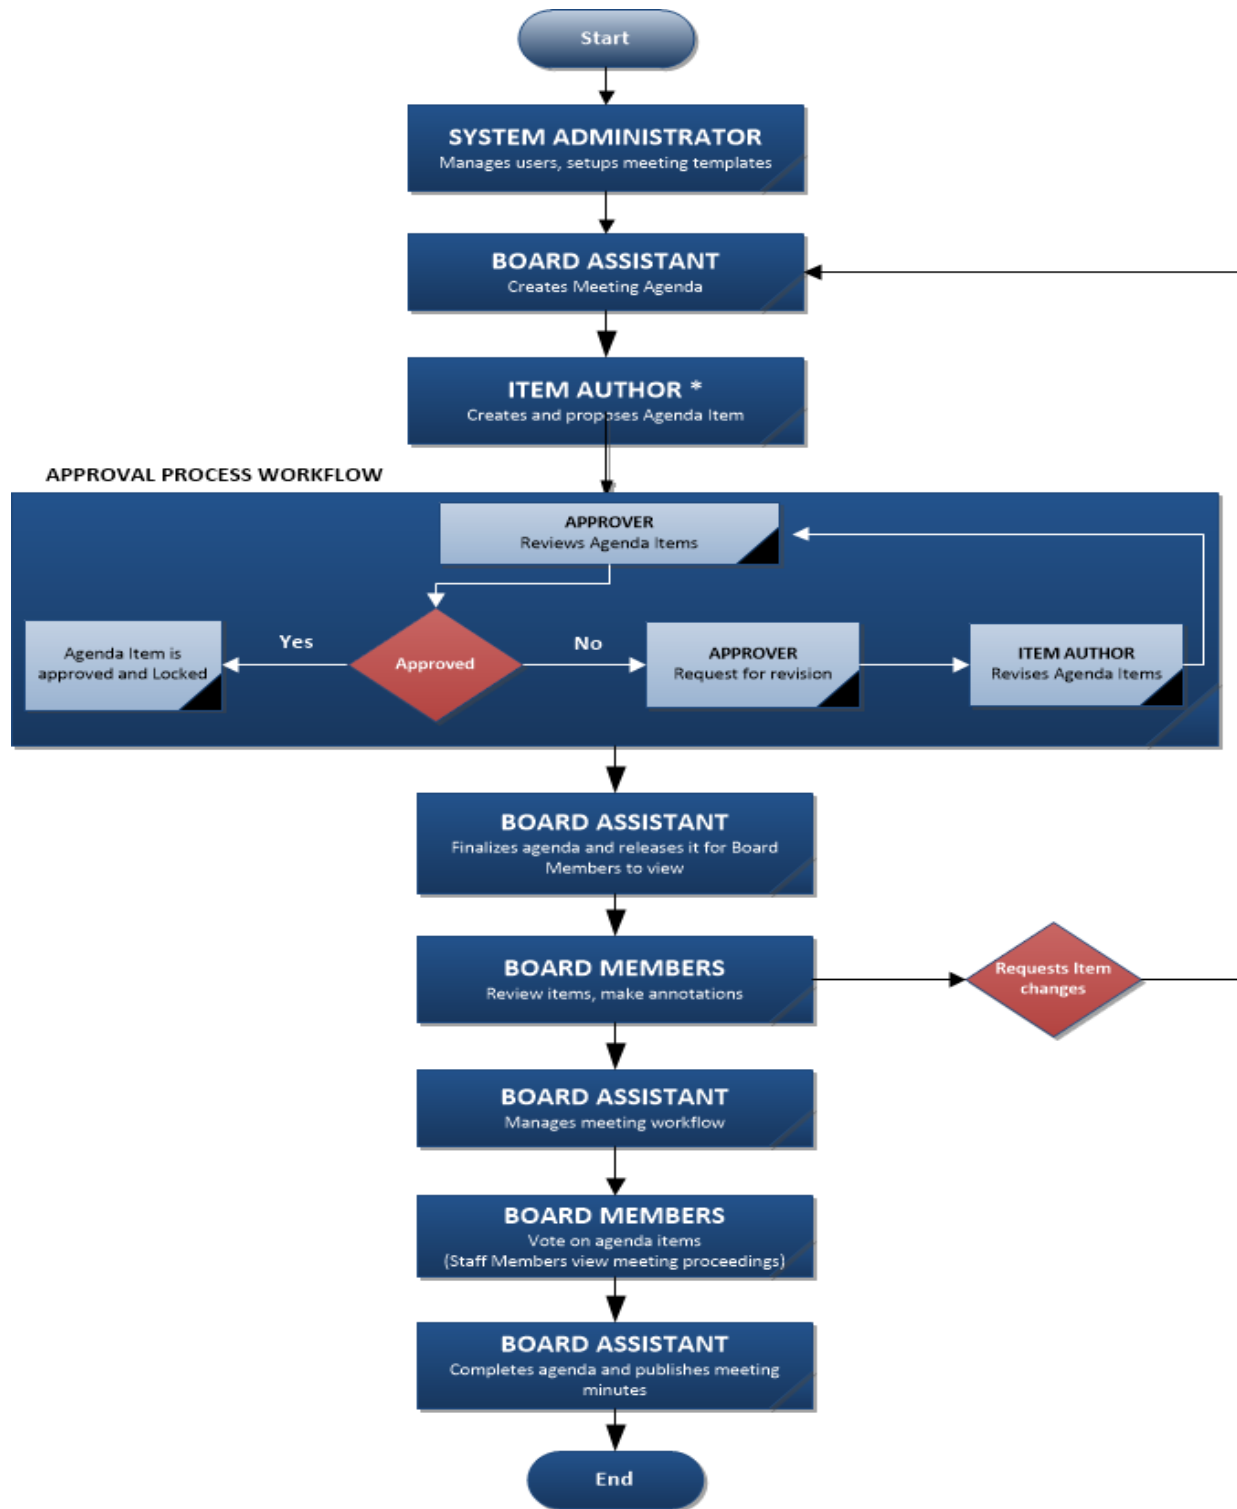 Start
SYSTEM ADMINISTRATOR
Manages users, setups meeting templates
BOARD ASSISTANT
Creates Meeting Agenda
ITEM AUTHOR *
Creates and proposes Agenda Item
APPROVAL PROCESS WORKFLOW
APPROVER
Reviews Agenda Items
Agenda Item is
approved and Locked
Yes
Approved
No
APPROVER
Request for revision
ITEM AUTHOR
Revises Agenda Items
BOARD ASSISTANT
Finalizes agenda and releases it for Board
Members to view
BOARD MEMBERS
Review items, make annotations
Requests Item
changes
BOARD ASSISTANT
Manages meeting workflow
BOARD MEMBERS
Vote on agenda items
(Staff Members view meeting proceedings)
BOARD ASSISTANT
Completes agenda and publishes meeting
minutes
End